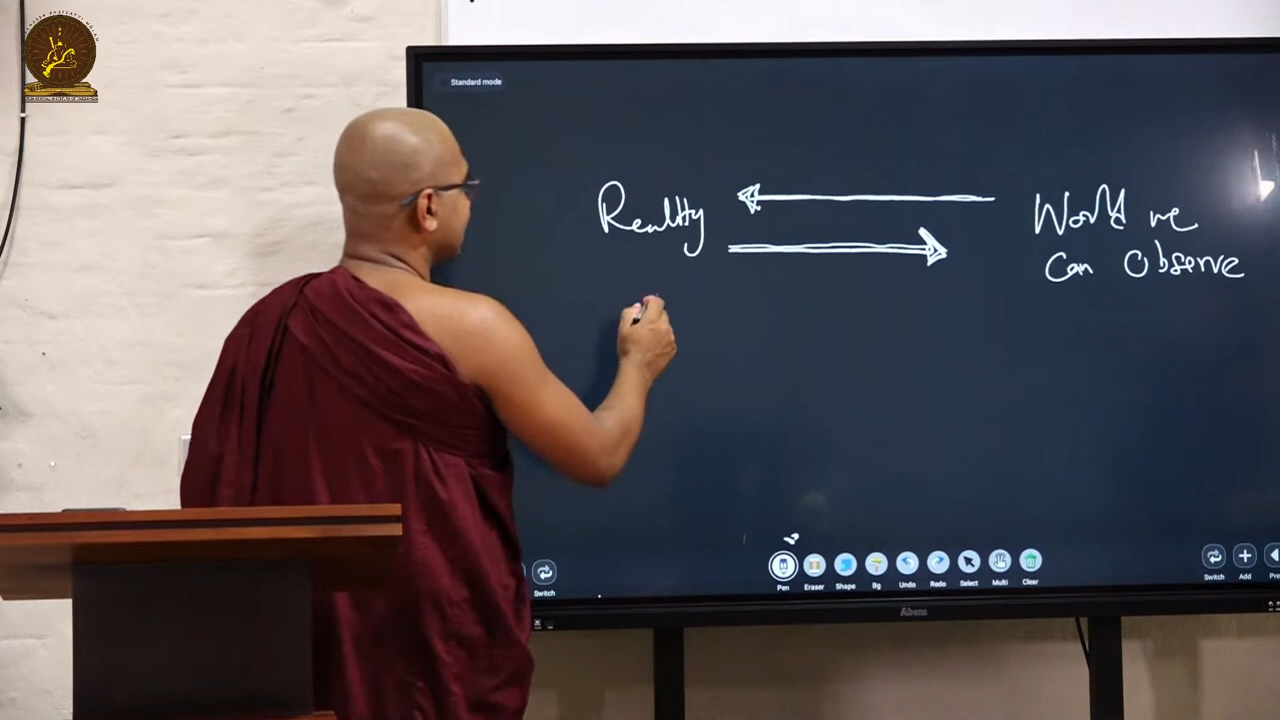 Standard mode
Reality
World we
can observe
Switch
Pen
Eraser
Shape
Bg
Undo
Redo
Select
Multi
Clear
Switch
Add
Pre